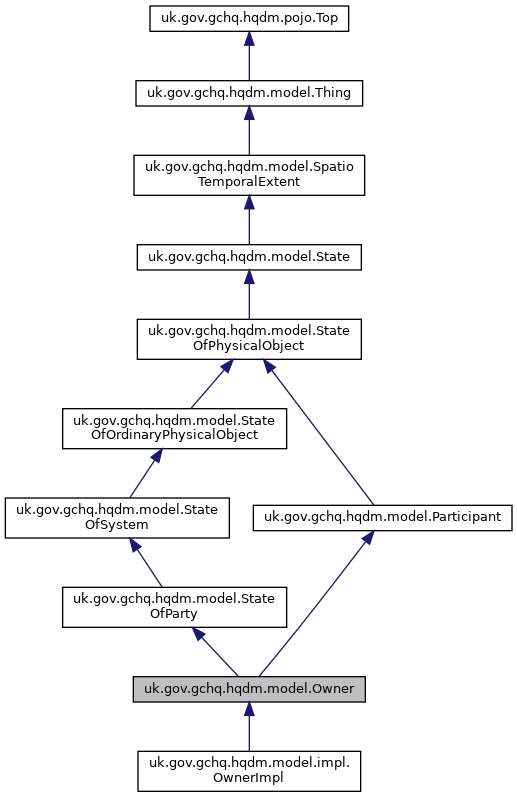 uk.gov.gchq.hqdm.pojo.Top
uk.gov.gchq.hqdm.model.Thing
uk.gov.gchq.hqdm.model.Spatio
TemporalExtent
uk.gov.gchq.hqdm.model.State
uk.gov.gchq.hqdm.model.State
OfPhysicalObject
uk.gov.gchq.hqdm.model.State
OfOrdinaryPhysicalObject
uk.gov.gchq.hqdm.model.State
OfSystem
uk.gov.gchq.hqdm.model.Participant
uk.gov.gchq.hqdm.model.State
OfParty
uk.gov.gchq.hqdm.model.Owner
uk.gov.gchq.hqdm.model.impl.
OwnerImpl